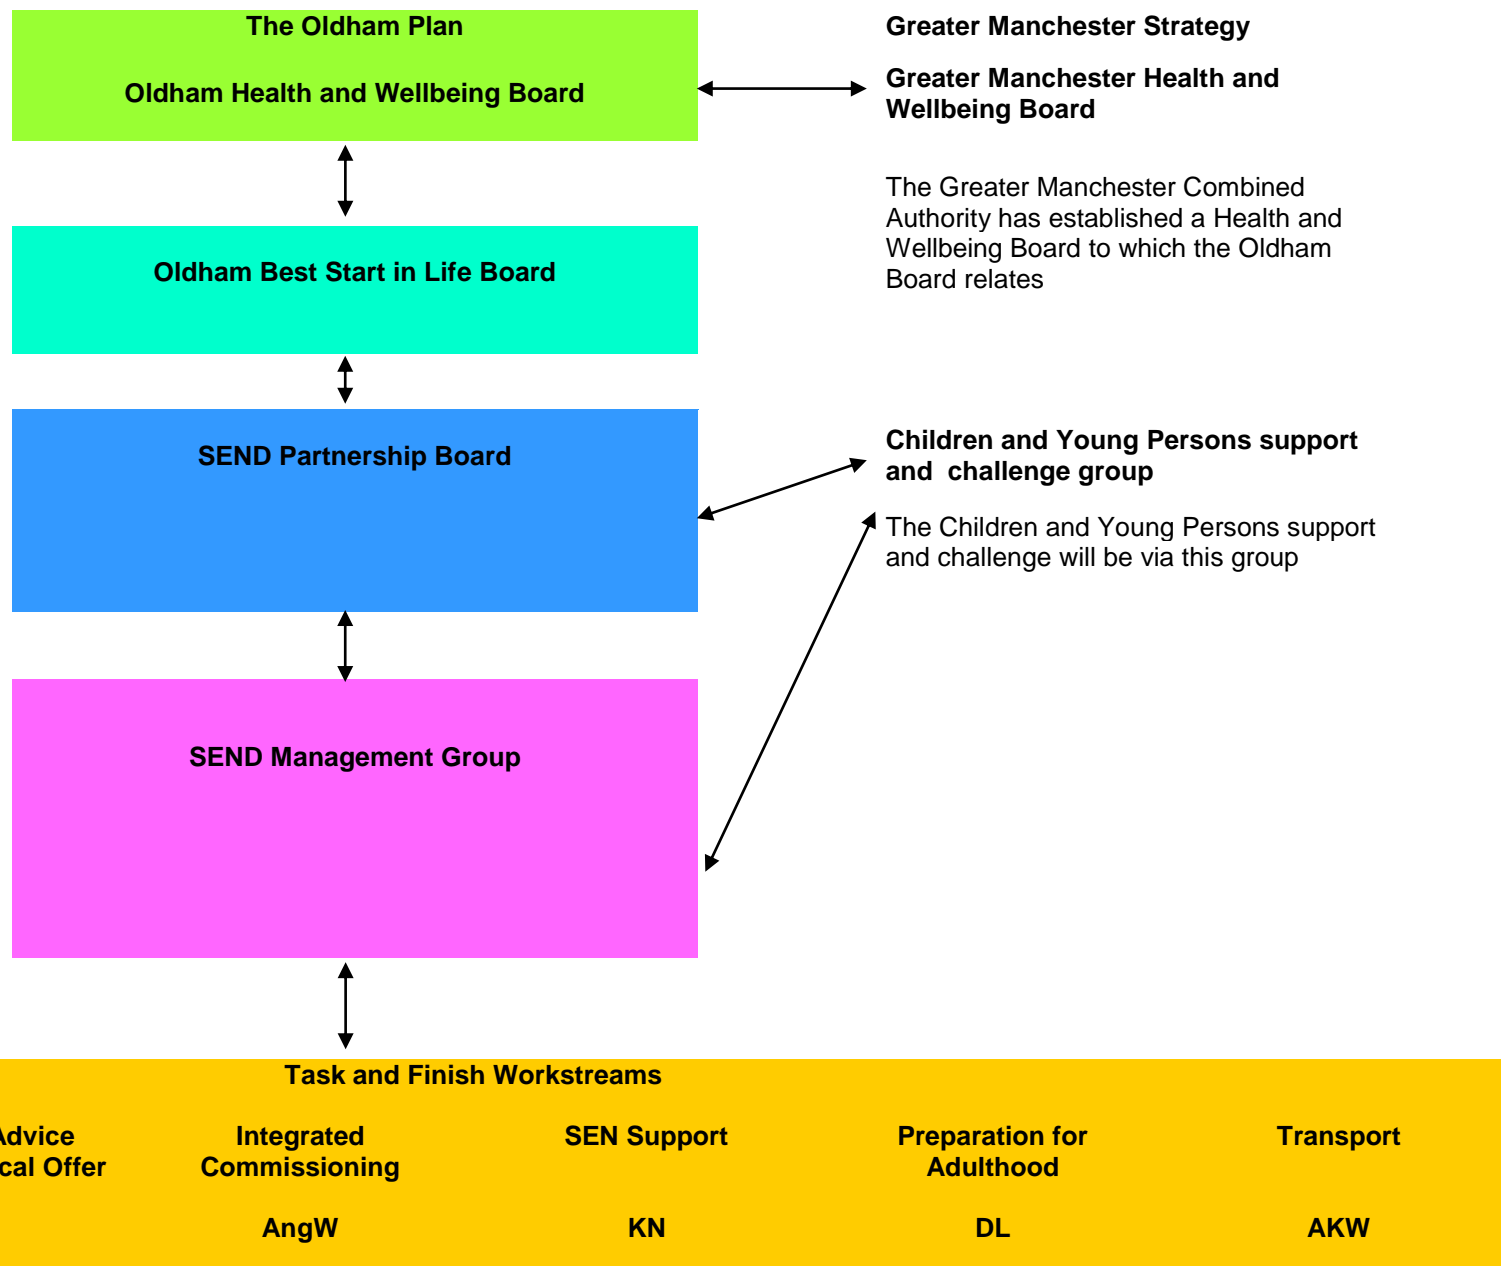 The Oldham Plan
Oldham Health and Wellbeing Board
Greater Manchester Strategy
Greater Manchester Health and
Wellbeing Board
The Greater Manchester Combined
Authority has established a Health and
Wellbeing Board to which the Oldham
Board relates
Oldham Best Start in Life Board
SEND Partnership Board
Children and Young Persons support
and challenge group
The Children and Young Persons support
and challenge will be via this group
SEND Management Group
Task and Finish Workstreams
Advice
cal Offer
Integrated
Commissioning
AngW
SEN Support
KN
Preparation for
Adulthood
DL
Transport
AKW